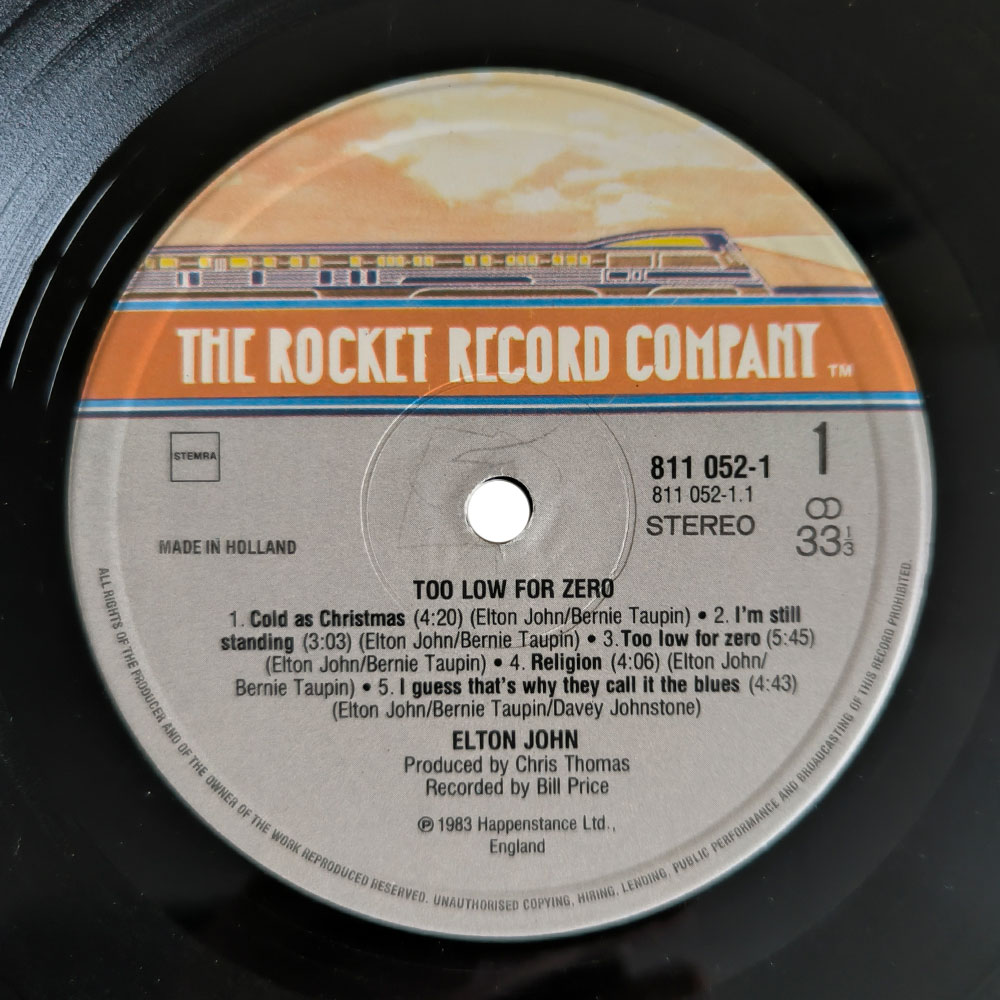 THE ROCKET RECORD COMPANY TM
STEMRA
811 052-1
1
811 052-1.1
STEREO
33 1/3
MADE IN HOLLAND
TOO LOW FOR ZERO
1. Cold as Christmas (4:20) (Elton John/Bernie Taupin) • 2. I'm still
standing (3:03) (Elton John/Bernie Taupin) • 3. Too low for zero (5:45)
(Elton John/Bernie Taupin) • 4. Religion (4:06) (Elton John/
Bernie Taupin) • 5. I guess that's why they call it the blues (4:43)
(Elton John/Bernie Taupin/Davey Johnstone)
ELTON JOHN
Produced by Chris Thomas
Recorded by Bill Price
℗ 1983 Happenstance Ltd.,
England
ALL RIGHTS OF THE PRODUCER AND OF THE OWNER OF THE WORK REPRODUCED RESERVED. UNAUTHORISED COPYING, HIRING, LENDING, PUBLIC PERFORMANCE AND BROADCASTING OF THIS RECORD PROHIBITED.